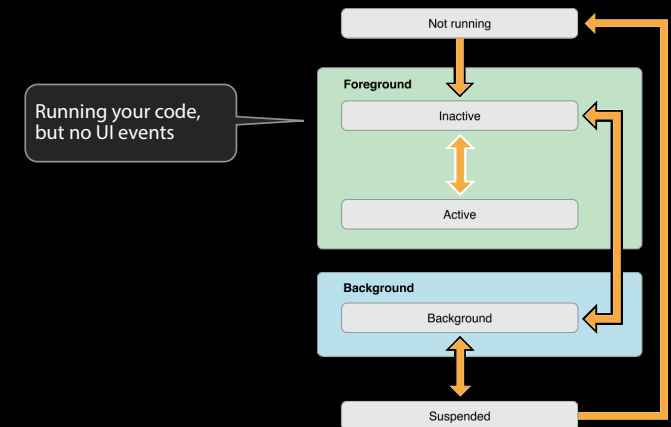 Not running
Foreground
Running your code,
but no UI events
Inactive
Active
Background
Background
Suspended